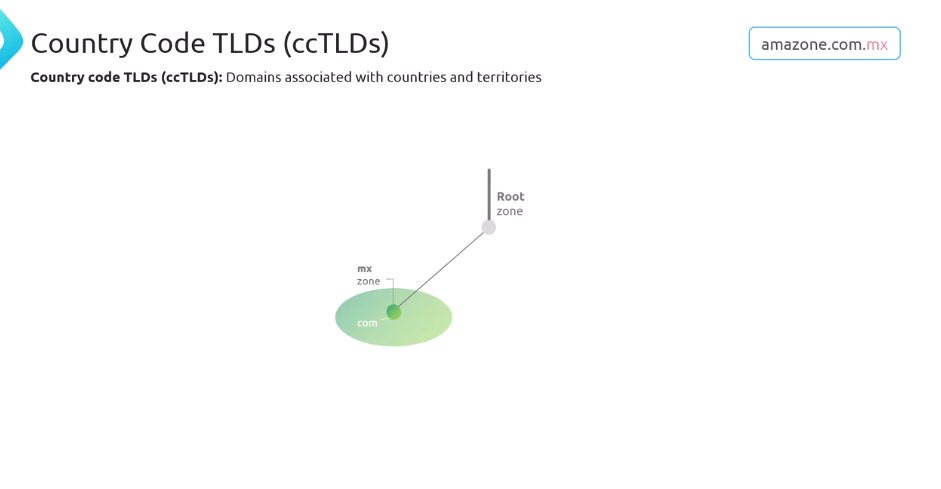 Country Code TLDs (ccTLDs)
amazone.com.mx
Country code TLDs (ccTLDs): Domains associated with countries and territories
Root
zone
mx
zone
com